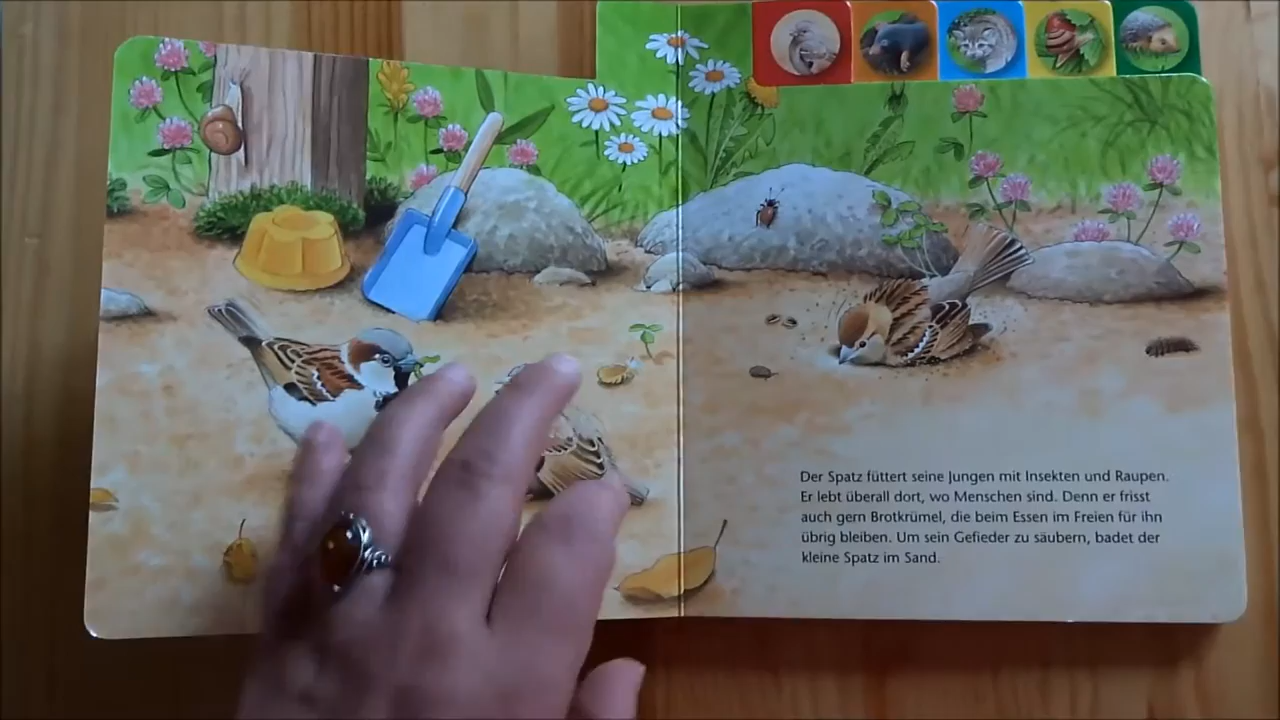 Der Spatz füttert seine Jungen mit Insekten und Raupen.
Er lebt überall dort, wo Menschen sind. Denn er frisst
auch gern Brotkrümel, die beim Essen im Freien für ihn
übrig bleiben. Um sein Gefieder zu säubern, badet der
kleine Spatz im Sand.